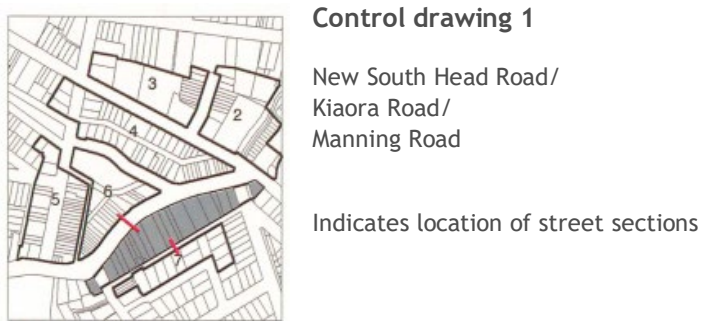 Control drawing 1
New South Head Road/
Kiaora Road/
Manning Road
Indicates location of street sections
3
2
4
6
5
7